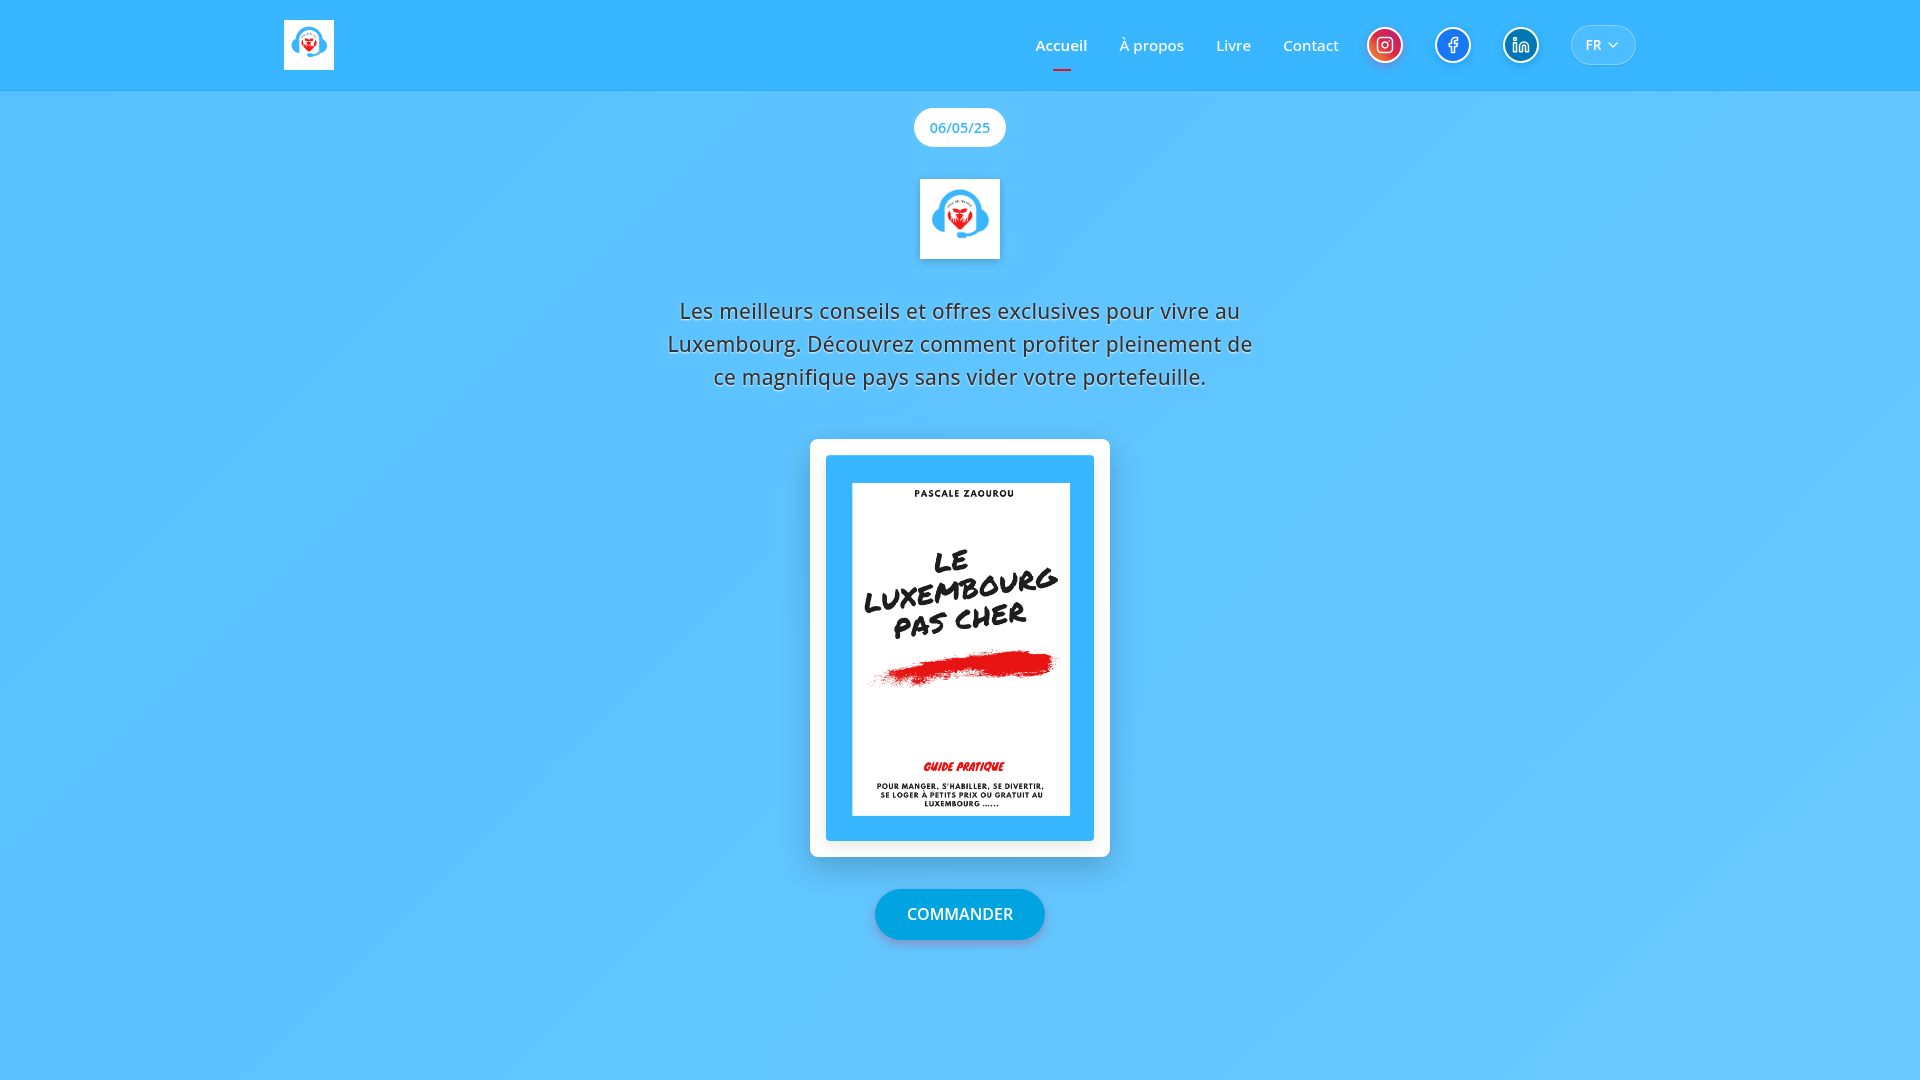 Accueil
À propos
Livre
Contact
FR
06/05/25
Les meilleurs conseils et offres exclusives pour vivre au
Luxembourg. Découvrez comment profiter pleinement de
ce magnifique pays sans vider votre portefeuille.
PASCALE ZAOUROU
LE
LUXEMBOURG
PAS CHER
GUIDE PRATIQUE
POUR MANGER, S'HABILLER, SE DIVERTIR,
SE LOGER À PETITS PRIX OU GRATUIT AU
LUXEMBOURG ......
COMMANDER